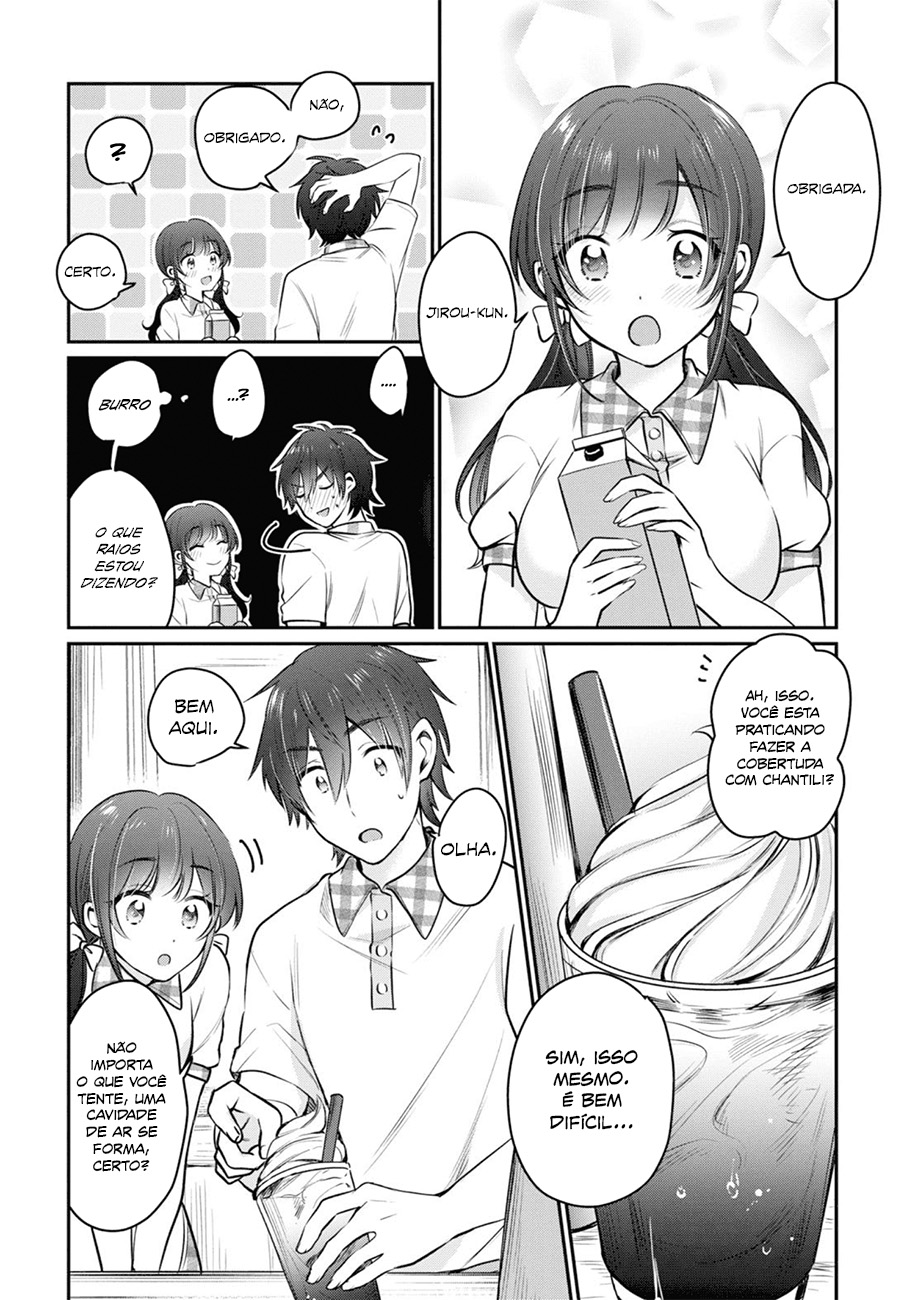 OBRIGADA.
JIROU-KUN.
NÃO,
OBRIGADO.
?
CERTO.
....
...?
BURRO
O QUE
RAIOS
ESTOU
DIZENDO?
AH, ISSO.
VOCÊ ESTA
PRATICANDO
FAZER A
COBERTUDA
COM CHANTILI?
SIM, ISSO
MESMO.
É BEM
DIFÍCIL...
BEM
AQUI.
OLHA.
NÃO
IMPORTA
O QUE VOCÊ
TENTE, UMA
CAVIDADE
DE AR SE
FORMA,
CERTO?